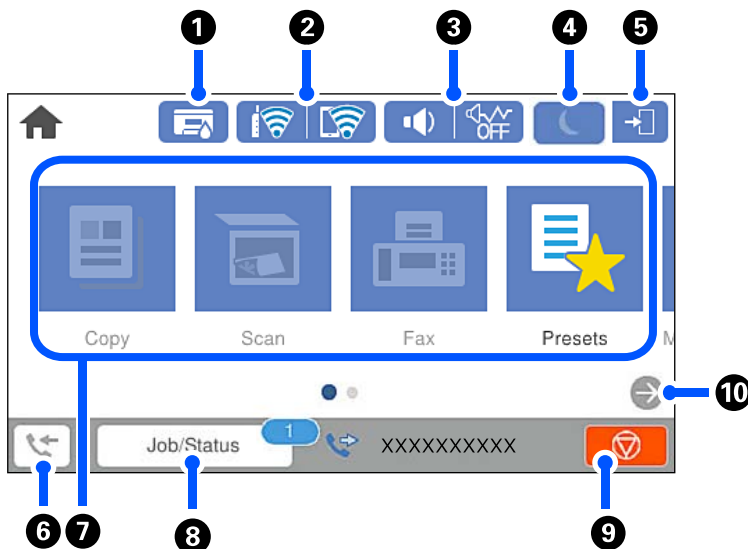 1 2 3 4 5
OFF
Copy Scan Fax Presets M
10
Job/Status 1 XXXXXXXXXX
6 7 8 9